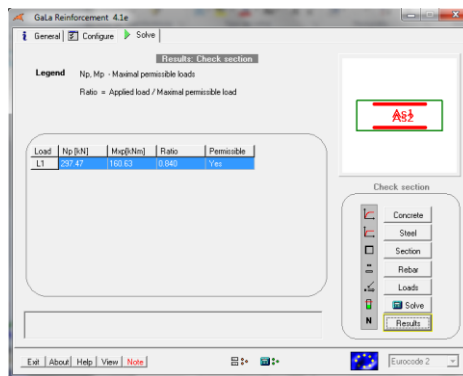 GaLa Reinforcement 4.1e
General Configure Solve
Results: Check section
Legend Np, Mp - Maximal permissible loads
Ratio = Applied load / Maximal permissible load
As1
As2
Load Np [kN] Mxp[kNm] Ratio Permissible
L1 297.47 160.63 0.840 Yes
Check section
Concrete
Steel
Section
Rebar
Loads
Solve
N Results
Exit About Help View Note Eurocode 2